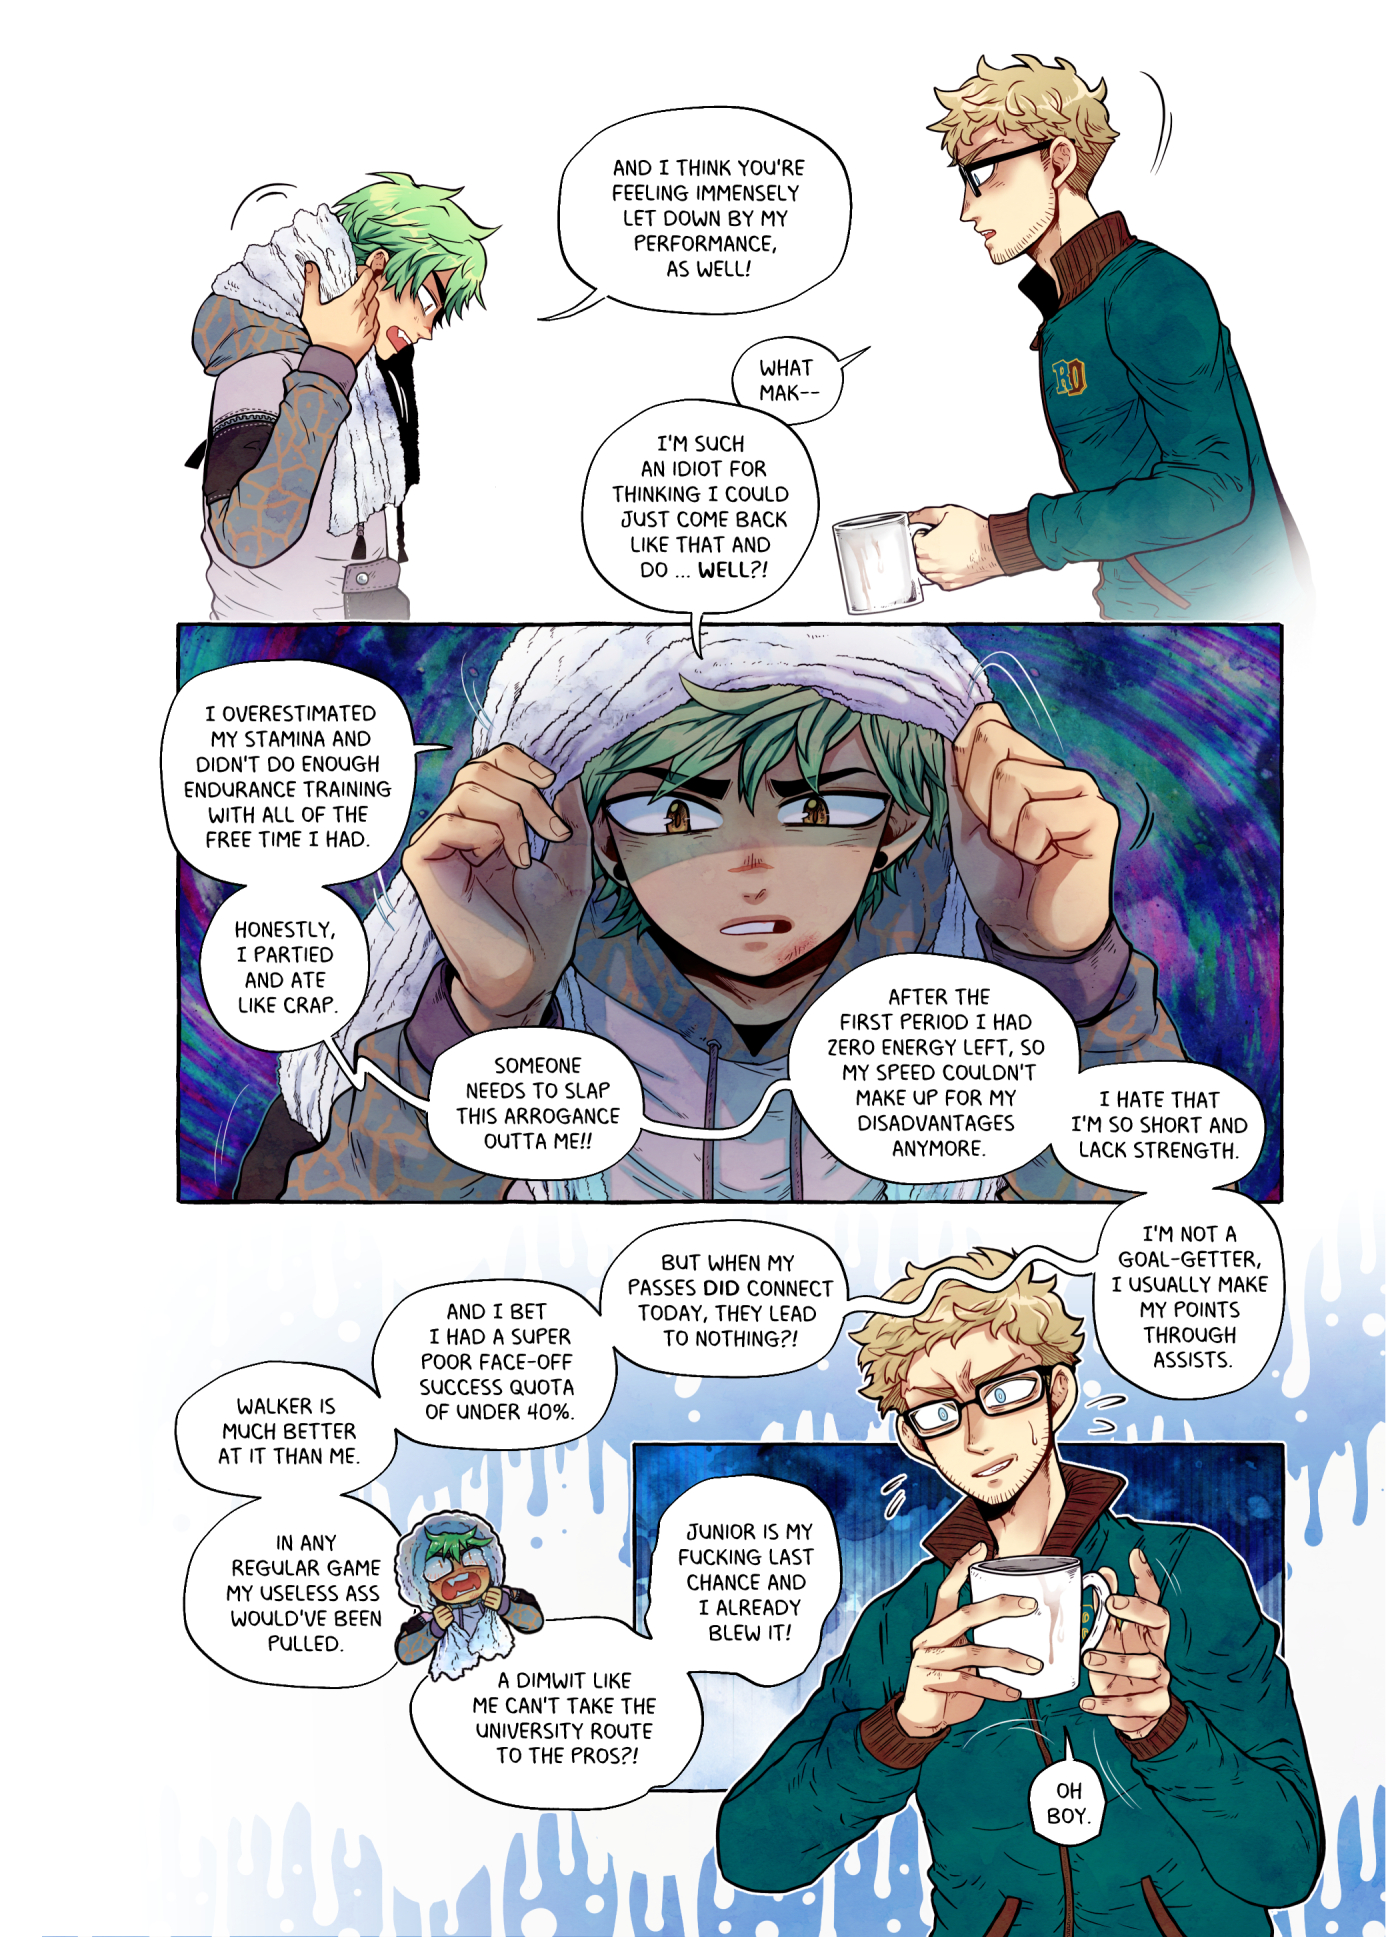 AND I THINK YOU'RE
FEELING IMMENSELY
LET DOWN BY MY
PERFORMANCE,
AS WELL!
WHAT
MAK--
RD
I'M SUCH
AN IDIOT FOR
THINKING I COULD
JUST COME BACK
LIKE THAT AND
DO ... WELL?!
I OVERESTIMATED
MY STAMINA AND
DIDN'T DO ENOUGH
ENDURANCE TRAINING
WITH ALL OF THE
FREE TIME I HAD.
HONESTLY,
I PARTIED
AND ATE
LIKE CRAP.
SOMEONE
NEEDS TO SLAP
THIS ARROGANCE
OUTTA ME!!
AFTER THE
FIRST PERIOD I HAD
ZERO ENERGY LEFT, SO
MY SPEED COULDN'T
MAKE UP FOR MY
DISADVANTAGES
ANYMORE.
I HATE THAT
I'M SO SHORT AND
LACK STRENGTH.
I'M NOT A
GOAL-GETTER,
I USUALLY MAKE
MY POINTS
THROUGH
ASSISTS.
BUT WHEN MY
PASSES DID CONNECT
TODAY, THEY LEAD
TO NOTHING?!
AND I BET
I HAD A SUPER
POOR FACE-OFF
SUCCESS QUOTA
OF UNDER 40%.
WALKER IS
MUCH BETTER
AT IT THAN ME.
IN ANY
REGULAR GAME
MY USELESS ASS
WOULD'VE BEEN
PULLED.
A DIMWIT LIKE
ME CAN'T TAKE THE
UNIVERSITY ROUTE
TO THE PROS?!
JUNIOR IS MY
FUCKING LAST
CHANCE AND
I ALREADY
BLEW IT!
OH
BOY.